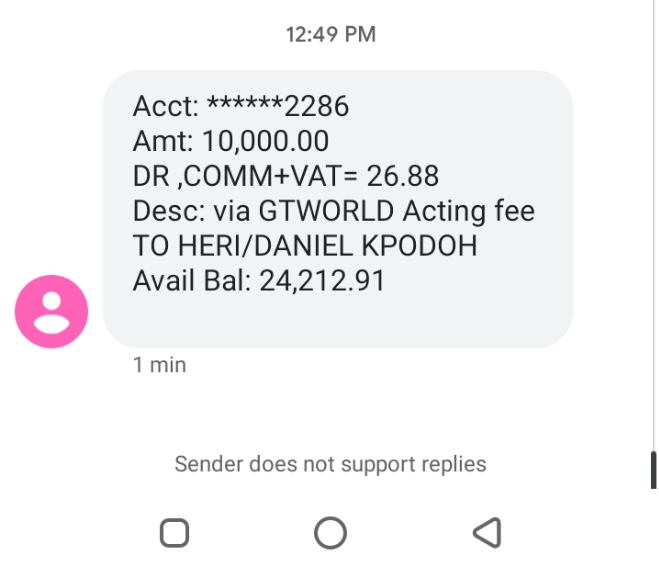 12:49 PM
Acct: ******2286
Amt: 10,000.00
DR ,COMM+VAT= 26.88
Desc: via GTWORLD Acting fee
TO HERI/DANIEL KPODOH
Avail Bal: 24,212.91
1 min
Sender does not support replies